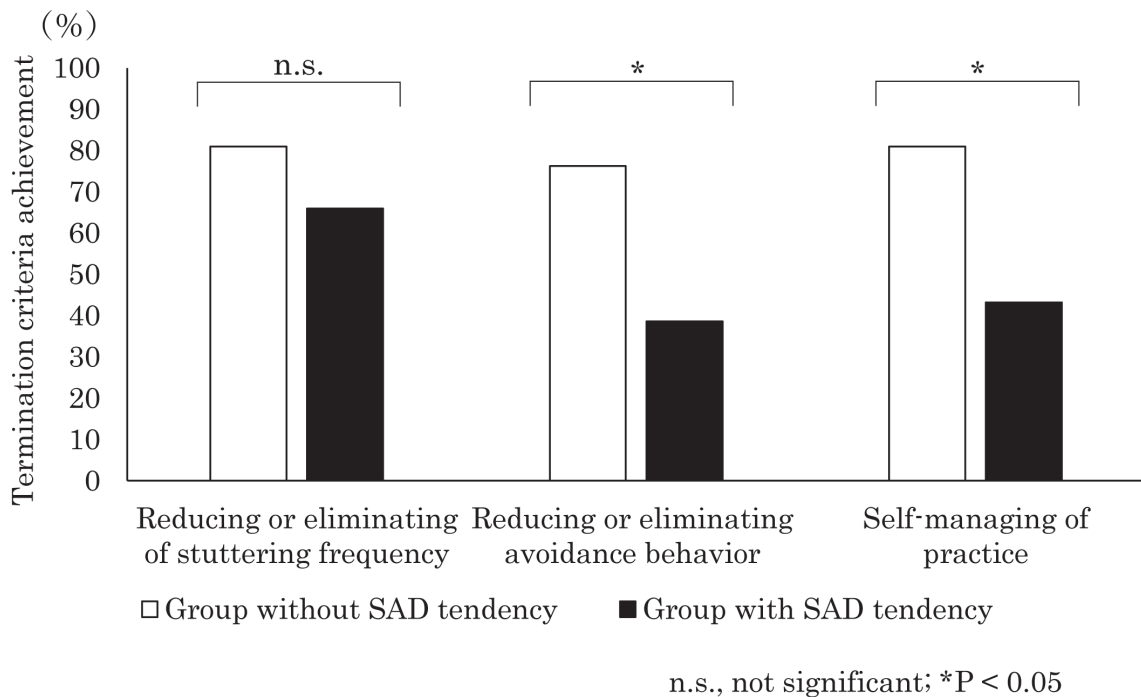 (%)
Termination criteria achievement
100
90
80
70
60
50
40
30
20
10
0
n.s.
*
*
Reducing or eliminating
of stuttering frequency
Reducing or eliminating
avoidance behavior
Self-managing of
practice
Group without SAD tendency
Group with SAD tendency
n.s., not significant; *P < 0.05